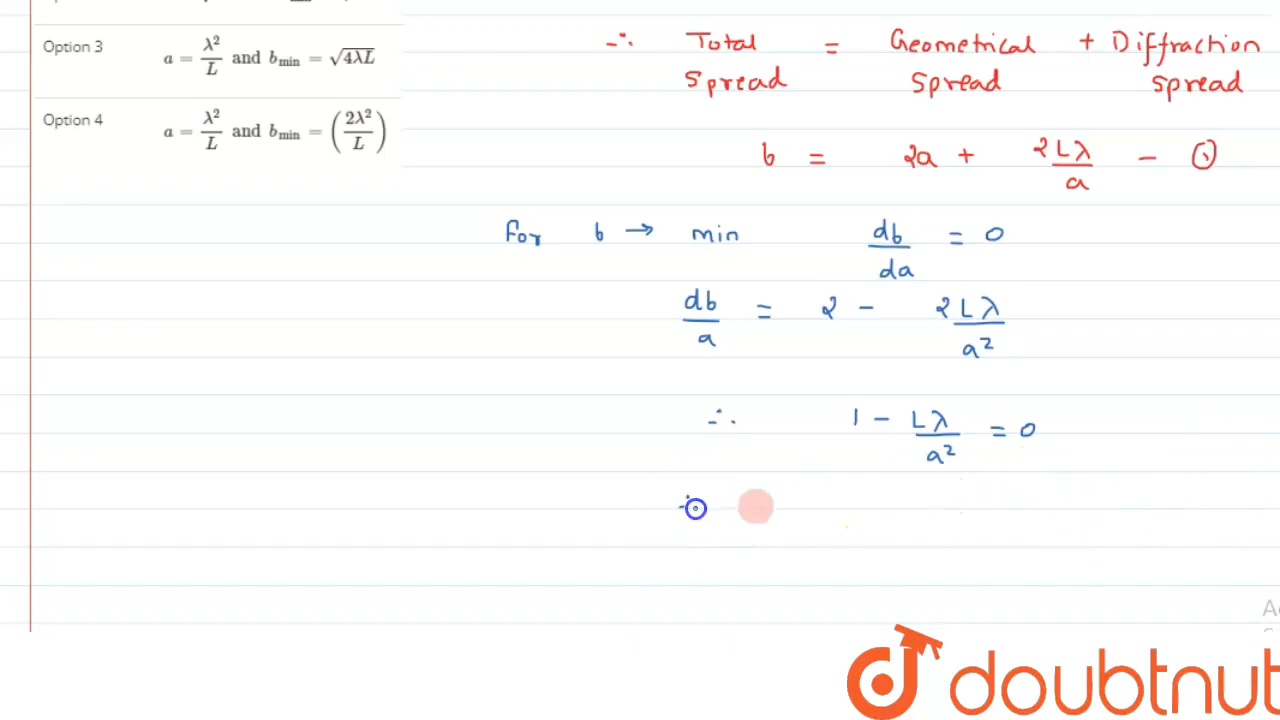 Option 3 a = λ²/L and b_min = √4λL
Option 4 a = λ²/L and b_min = (2λ²/L)
∴ Total Spread = Geometrical Spread + Diffraction Spread
b = 2a + 2Lλ/a - ①
For b → min db/da = 0
db/a = 2 - 2Lλ/a²
∴ 1 - Lλ/a² = 0
doubtnut